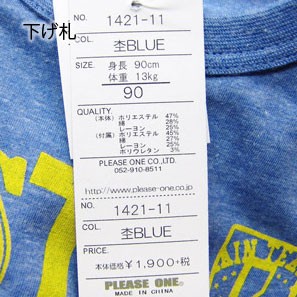 下げ札
NO. 1421-11
COL. 杢BLUE
SIZE. 身長 90cm
体重 13kg
90
QUALITY.
(本体) ポリエステル 47%
綿 28%
レーヨン 25%
(付属) ポリエステル 45%
綿 27%
レーヨン 25%
ポリウレタン 3%
PLEASE ONE CO.,LTD.
052-910-8511
http://www.please-one.com
NO. 1421-11
COL. 杢BLUE
PRICE.
本体価格 ¥1,900+税
PLEASE ONE.
MADE IN CHINA